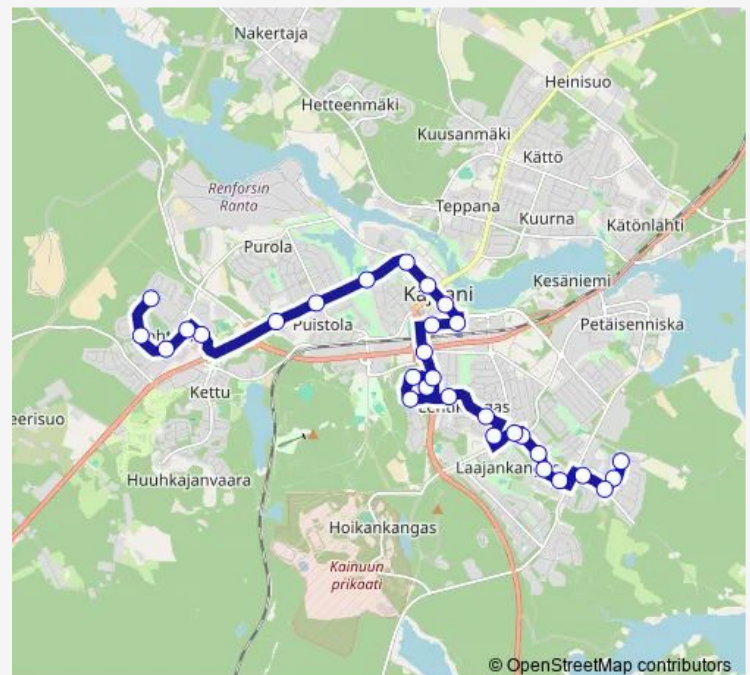 Nakertaja
Heinisuo
Hetteenmäki
Kuusanmäki
Kättö
Renforsin
Ranta
Teppana
Kuurna
Kätönlahti
Purola
Kesäniemi
Puistola
Petäisenniska
Kettu
eerisuo
Huuhkajanvaara
Hoikankangas
Kainuun
prikaati
© OpenStreetMap contributors